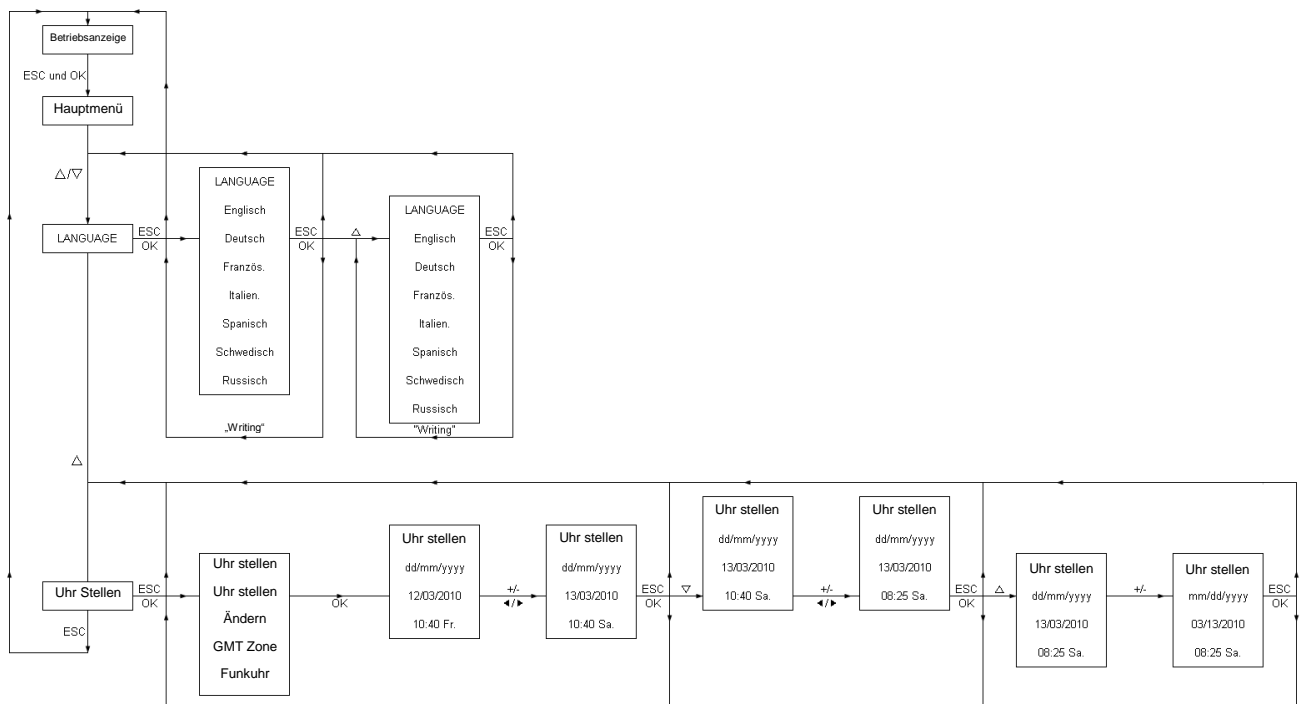 Betriebsanzeige
ESC und OK
Hauptmenü
△/▽
LANGUAGE
ESC
OK
LANGUAGE
Englisch
Deutsch
Französ.
Italien.
Spanisch
Schwedisch
Russisch
„Writing“
ESC
OK
△
LANGUAGE
Englisch
Deutsch
Französ.
Italien.
Spanisch
Schwedisch
Russisch
"Writing"
ESC
OK
△
Uhr Stellen
ESC
ESC
OK
Uhr stellen
Uhr stellen
Ändern
GMT Zone
Funkuhr
OK
Uhr stellen
dd/mm/yyyy
12/03/2010
10:40 Fr.
+/-
◀/▶
Uhr stellen
dd/mm/yyyy
13/03/2010
10:40 Sa.
ESC
OK
▽
Uhr stellen
dd/mm/yyyy
13/03/2010
10:40 Sa.
+/-
◀/▶
Uhr stellen
dd/mm/yyyy
13/03/2010
08:25 Sa.
ESC
OK
△
Uhr stellen
dd/mm/yyyy
13/03/2010
08:25 Sa.
+/-
Uhr stellen
mm/dd/yyyy
03/13/2010
08:25 Sa.
ESC
OK